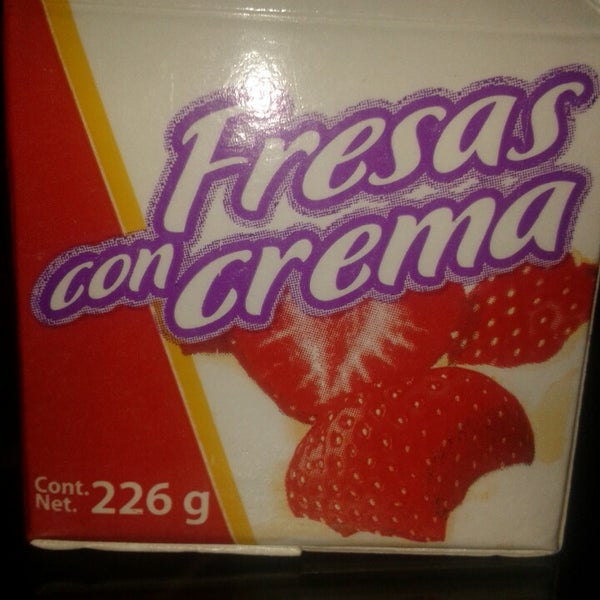 Fresas
con crema
Cont.
Net. 226 g